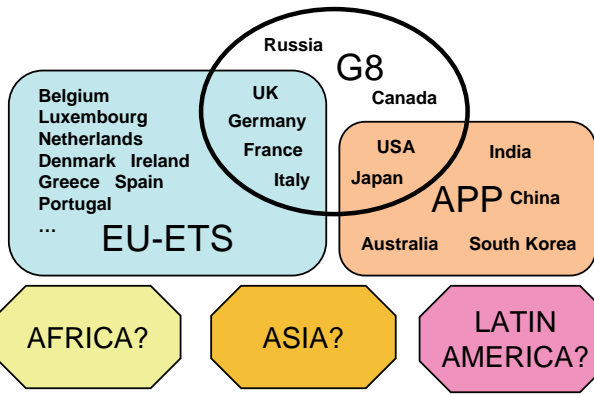 Russia
G8
Canada
UK
Germany
France
Italy
Belgium
Luxembourg
Netherlands
Denmark Ireland
Greece Spain
Portugal
...
EU-ETS
USA
Japan
India
APP China
Australia South Korea
AFRICA?
ASIA?
LATIN
AMERICA?